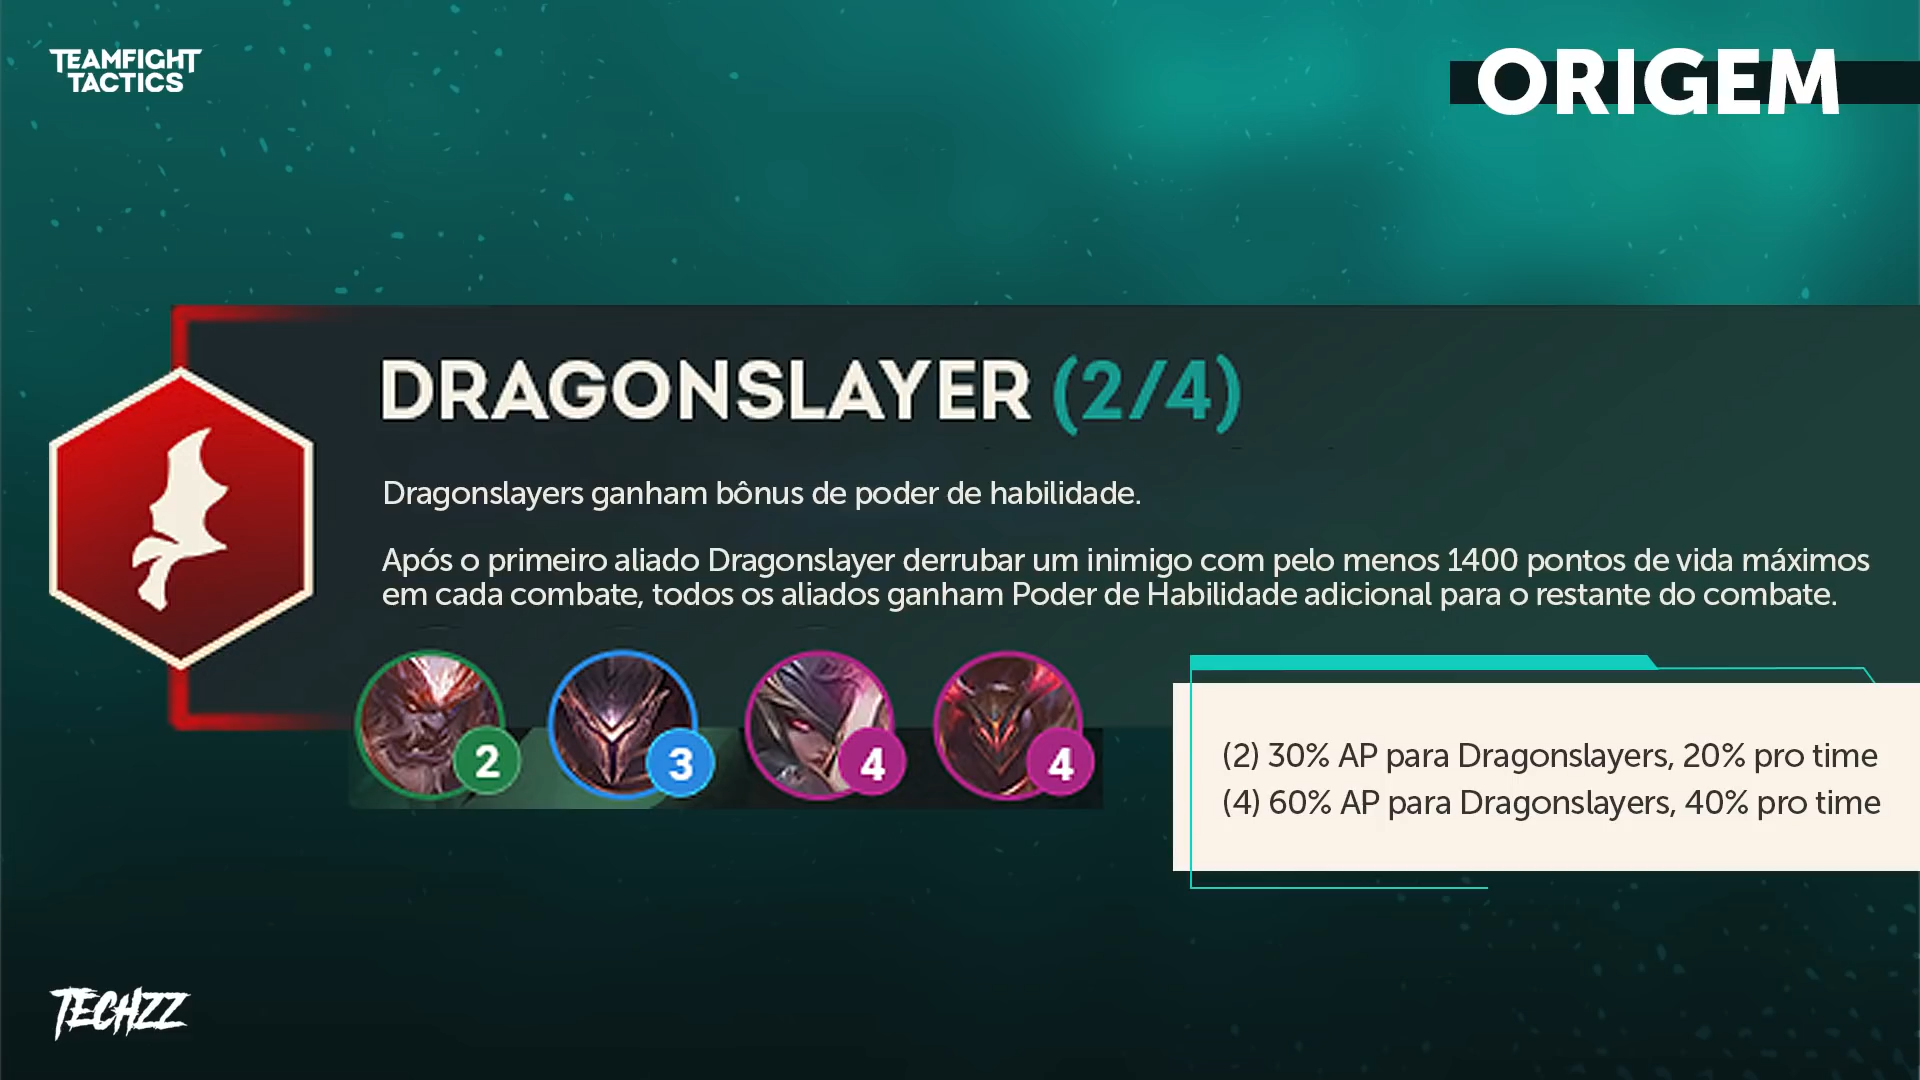 TEAMFIGHT
TACTICS
ORIGEM
DRAGONSLAYER (2/4)
Dragonslayers ganham bônus de poder de habilidade.
Após o primeiro aliado Dragonslayer derrubar um inimigo com pelo menos 1400 pontos de vida máximos
em cada combate, todos os aliados ganham Poder de Habilidade adicional para o restante do combate.
2
3
4
4
(2) 30% AP para Dragonslayers, 20% pro time
(4) 60% AP para Dragonslayers, 40% pro time
TECHZZ